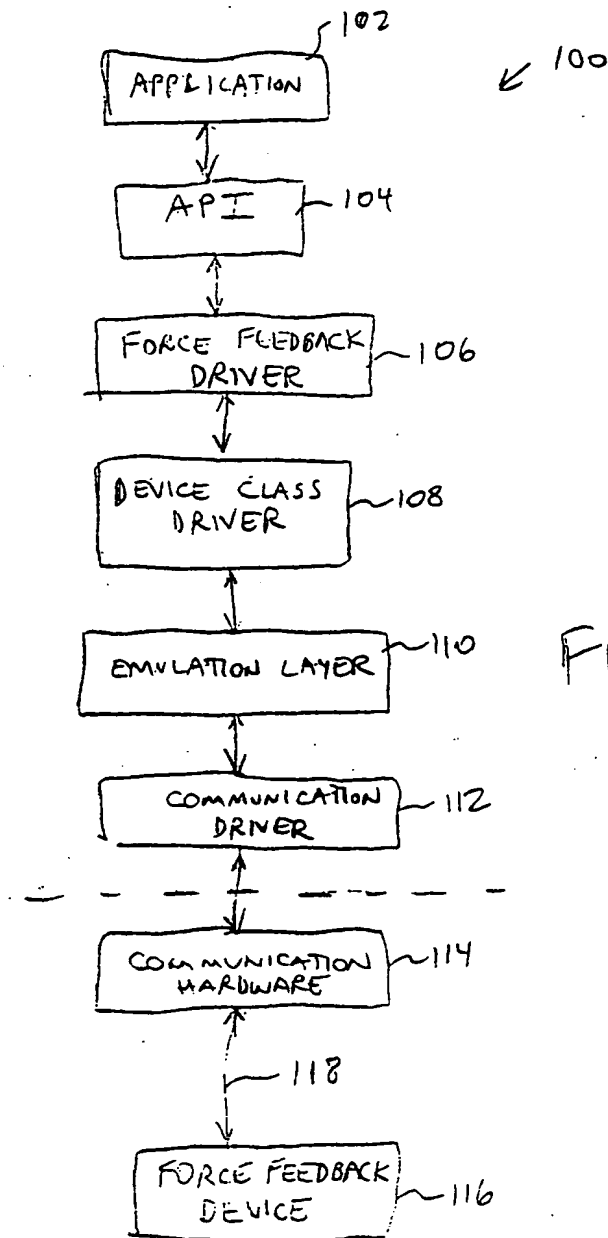 102
100
APPLICATION
API
104
FORCE FEEDBACK
DRIVER
106
DEVICE CLASS
DRIVER
108
EMULATION LAYER
110
COMMUNICATION
DRIVER
112
COMMUNICATION
HARDWARE
114
118
FORCE FEEDBACK
DEVICE
116